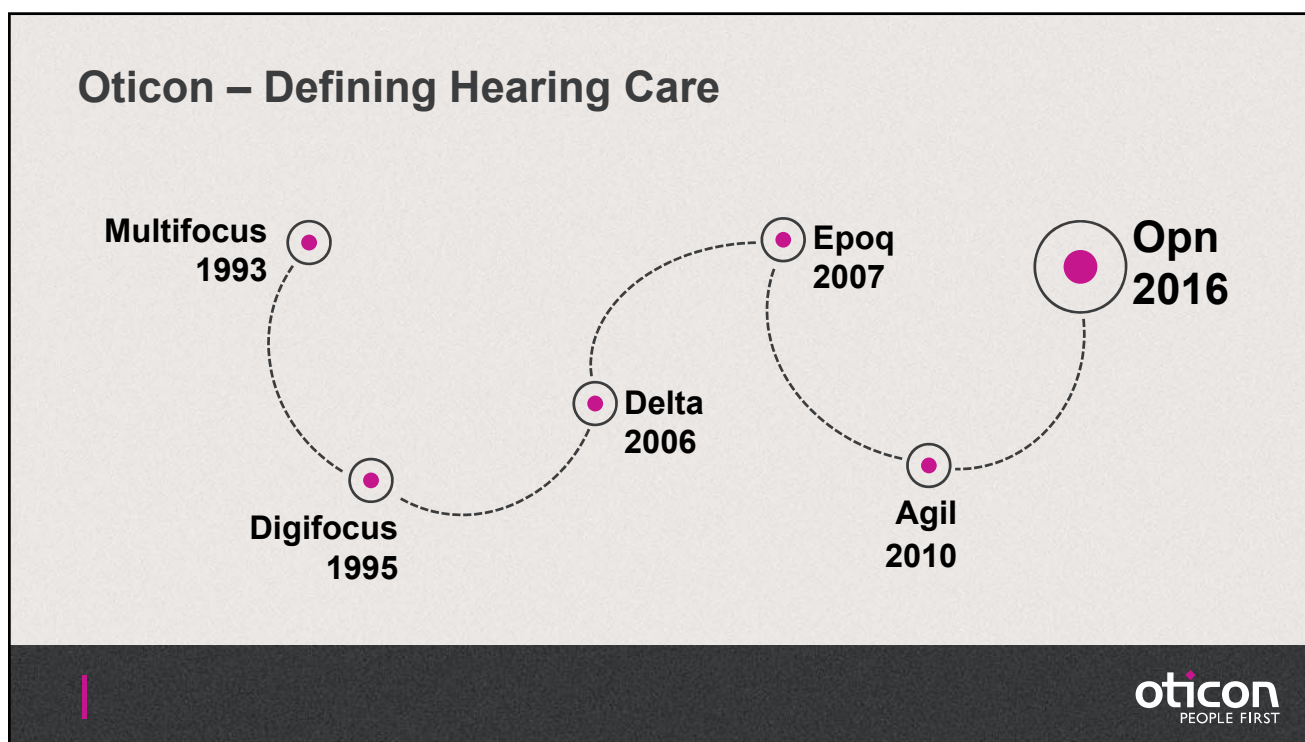 Oticon – Defining Hearing Care
Multifocus
1993
Digifocus
1995
Delta
2006
Epoq
2007
Agil
2010
Opn
2016
oticon
PEOPLE FIRST